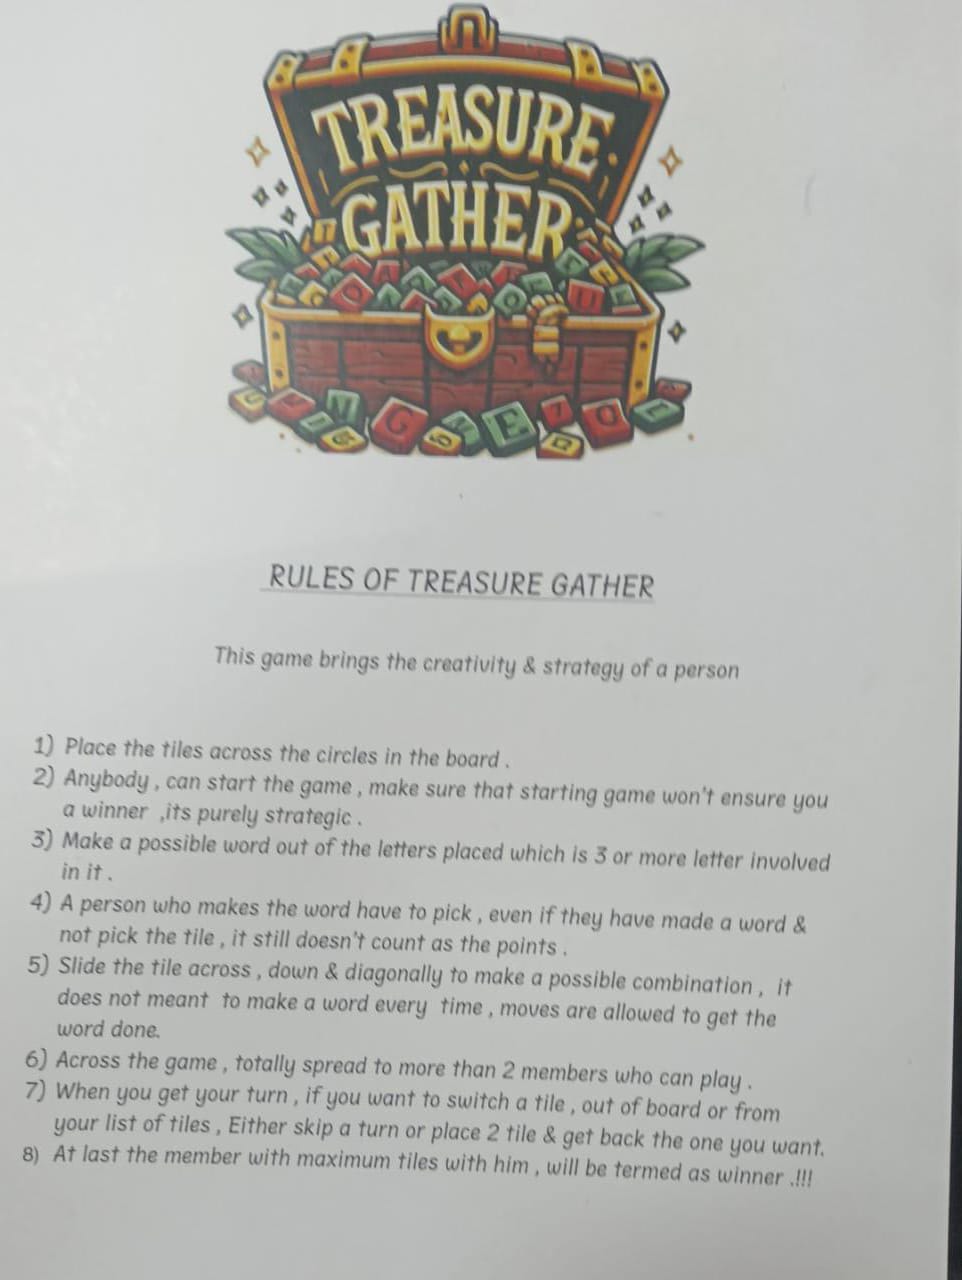 TREASURE
GATHER
RULES OF TREASURE GATHER
This game brings the creativity & strategy of a person
1) Place the tiles across the circles in the board .
2) Anybody , can start the game , make sure that starting game won't ensure you
a winner ,its purely strategic .
3) Make a possible word out of the letters placed which is 3 or more letter involved
in it .
4) A person who makes the word have to pick , even if they have made a word &
not pick the tile , it still doesn't count as the points .
5) Slide the tile across , down & diagonally to make a possible combination , it
does not meant to make a word every time , moves are allowed to get the
word done.
6) Across the game , totally spread to more than 2 members who can play .
7) When you get your turn , if you want to switch a tile , out of board or from
your list of tiles , Either skip a turn or place 2 tile & get back the one you want.
8) At last the member with maximum tiles with him , will be termed as winner .!!!